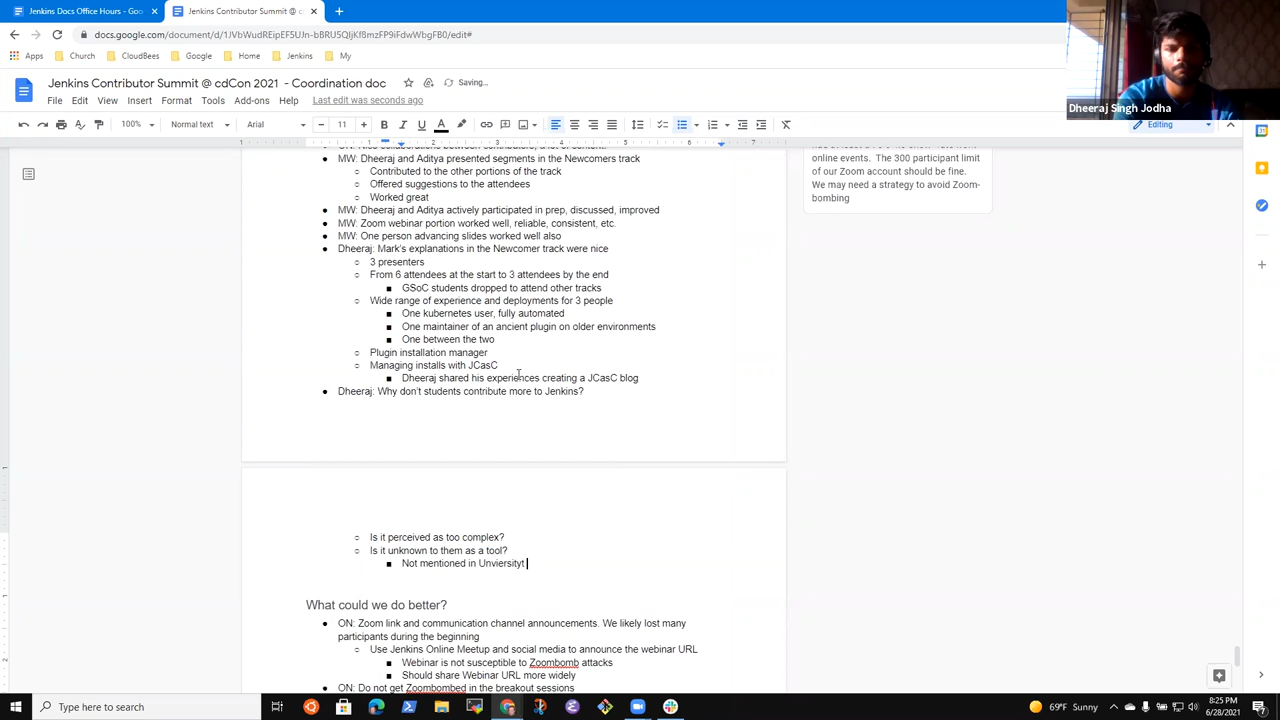 Jenkins Docs Office Hours - Goo
Jenkins Contributor Summit @ c
docs.google.com/document/d/1JVbWudREipEF5UJn-bBRU5QIjKf8mzFP9iFdwWbgFB0/edit#
Apps Church CloudBees Google Home Jenkins My
Jenkins Contributor Summit @ cdCon 2021 - Coordination doc Saving...
File Edit View Insert Format Tools Add-ons Help Last edit was seconds ago
100% Normal text Arial 11 Editing
Dheeraj Singh Jodha
online events. The 300 participant limit
of our Zoom account should be fine.
We may need a strategy to avoid Zoom-
bombing
MW: Dheeraj and Aditya presented segments in the Newcomers track
Contributed to the other portions of the track
Offered suggestions to the attendees
Worked great
MW: Dheeraj and Aditya actively participated in prep, discussed, improved
MW: Zoom webinar portion worked well, reliable, consistent, etc.
MW: One person advancing slides worked well also
Dheeraj: Mark's explanations in the Newcomer track were nice
3 presenters
From 6 attendees at the start to 3 attendees by the end
GSoC students dropped to attend other tracks
Wide range of experience and deployments for 3 people
One kubernetes user, fully automated
One maintainer of an ancient plugin on older environments
One between the two
Plugin installation manager
Managing installs with JCasC
Dheeraj shared his experiences creating a JCasC blog
Dheeraj: Why don't students contribute more to Jenkins?
Is it perceived as too complex?
Is it unknown to them as a tool?
Not mentioned in Unviersityt
What could we do better?
ON: Zoom link and communication channel announcements. We likely lost many
participants during the beginning
Use Jenkins Online Meetup and social media to announce the webinar URL
Webinar is not susceptible to Zoombomb attacks
Should share Webinar URL more widely
ON: Do not get Zoombombed in the breakout sessions
Type here to search
69°F Sunny
8:25 PM
6/28/2021